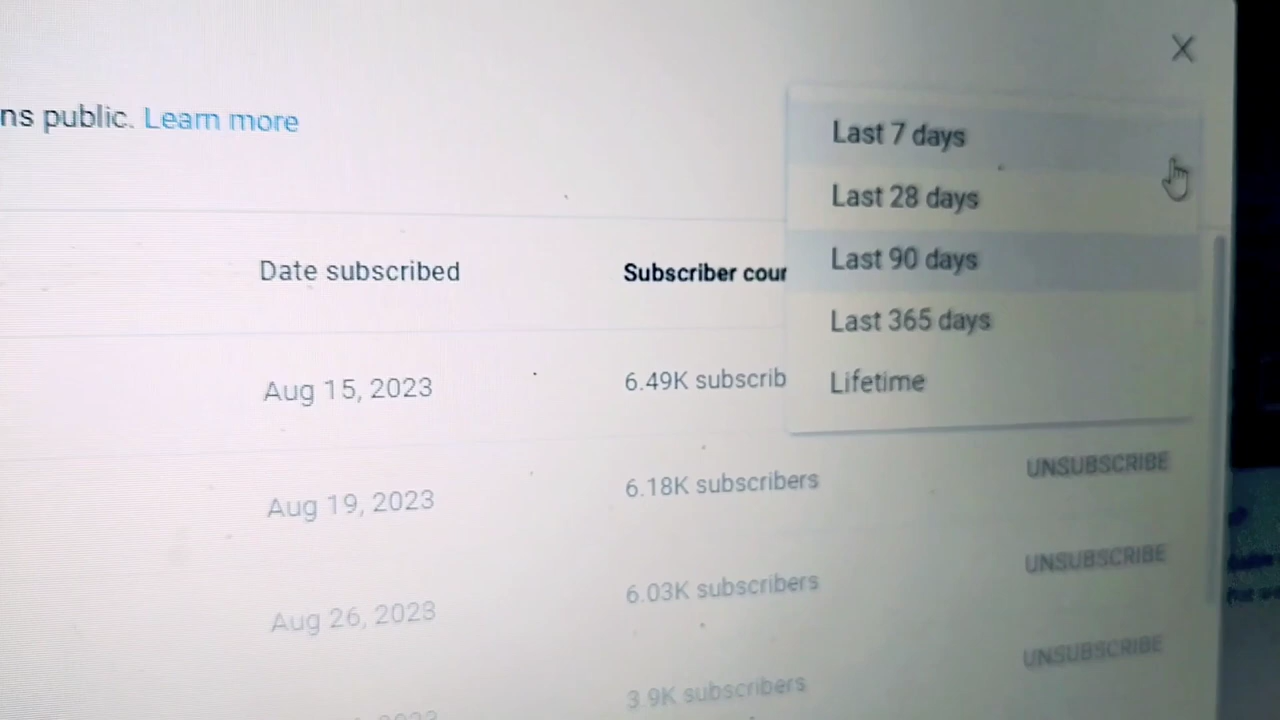 ns public. Learn more
Last 7 days
Last 28 days
Last 90 days
Last 365 days
Lifetime
Date subscribed
Subscriber cour
Aug 15, 2023
6.49K subscrib
Aug 19, 2023
6.18K subscribers
UNSUBSCRIBE
Aug 26, 2023
6.03K subscribers
UNSUBSCRIBE
3.9K subscribers
UNSUBSCRIBE